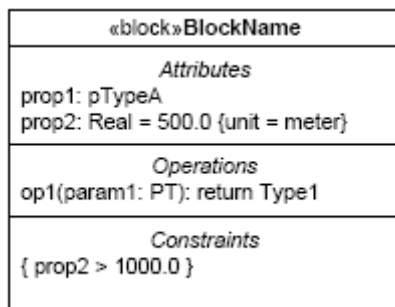 «block»BlockName
Attributes
prop1: pTypeA
prop2: Real = 500.0 {unit = meter}
Operations
op1(param1: PT): return Type1
Constraints
{ prop2 > 1000.0 }